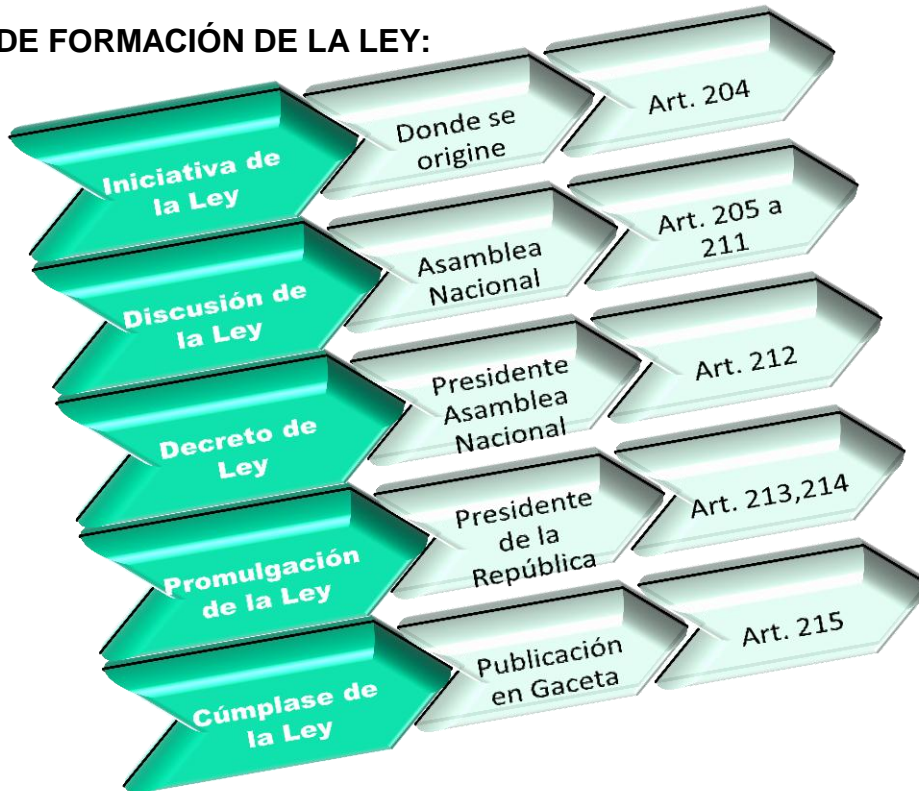 DE FORMACIÓN DE LA LEY:
Iniciativa de
la Ley
Donde se
origine
Art. 204
Discusión de
la Ley
Asamblea
Nacional
Art. 205 a
211
Decreto de
Ley
Presidente
Asamblea
Nacional
Art. 212
Promulgación
de la Ley
Presidente
de la
República
Art. 213,214
Cúmplase de
la Ley
Publicación
en Gaceta
Art. 215